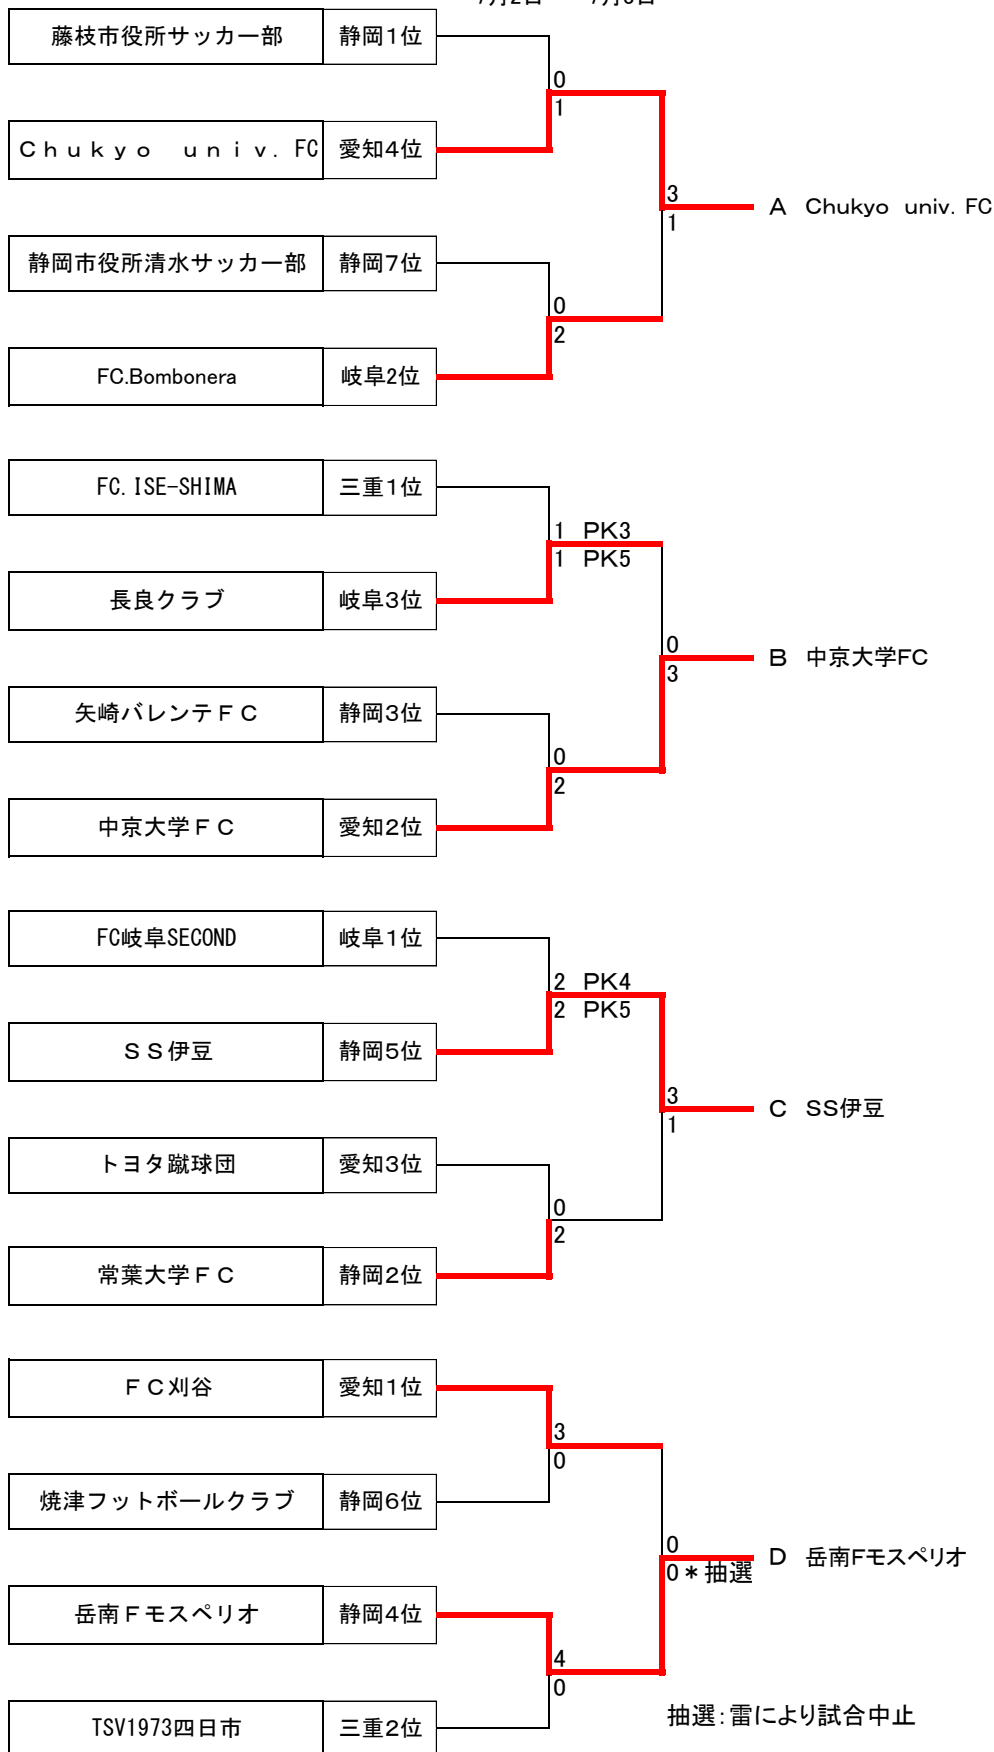 藤枝市役所サッカー部 静岡1位
0
1
Ｃｈｕｋｙｏ　ｕｎｉｖ．FC 愛知4位
3
A Chukyo univ. FC
1
静岡市役所清水サッカー部 静岡7位
0
2
FC.Bombonera 岐阜2位
FC.ISE-SHIMA 三重1位
1 PK3
1 PK5
長良クラブ 岐阜3位
0
B 中京大学FC
3
矢崎バレンテＦＣ 静岡3位
0
2
中京大学ＦＣ 愛知2位
FC岐阜SECOND 岐阜1位
2 PK4
2 PK5
ＳＳ伊豆 静岡5位
3
C SS伊豆
1
トヨタ蹴球団 愛知3位
0
2
常葉大学ＦＣ 静岡2位
ＦＣ刈谷 愛知1位
3
0
焼津フットボールクラブ 静岡6位
0
D 岳南Fモスペリオ
0＊抽選
岳南Ｆモスペリオ 静岡4位
4
0
抽選：雷により試合中止
TSV1973四日市 三重2位